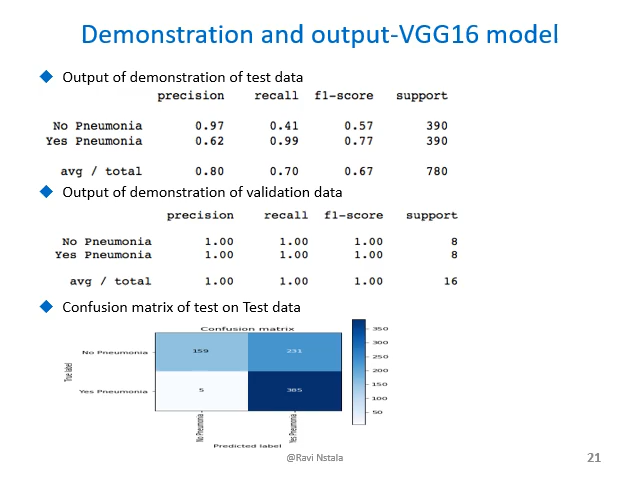 Demonstration and output-VGG16 model
Output of demonstration of test data
precision recall f1-score support
No Pneumonia 0.97 0.41 0.57 390
Yes Pneumonia 0.62 0.99 0.77 390
avg / total 0.80 0.70 0.67 780
Output of demonstration of validation data
precision recall f1-score support
No Pneumonia 1.00 1.00 1.00 8
Yes Pneumonia 1.00 1.00 1.00 8
avg / total 1.00 1.00 1.00 16
Confusion matrix of test on Test data
Confusion matrix
True label
No Pneumonia 159 231
Yes Pneumonia 5 385
350
300
250
200
150
100
50
No Pneumonia Yes Pneumonia
Predicted label
@Ravi Nstala
21